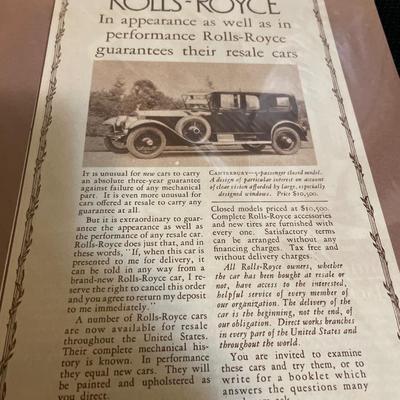 ROLLS-ROYCE
In appearance as well as in
performance Rolls-Royce
guarantees their resale cars
It is unusual for new cars to carry
an absolute three-year guarantee
against failure of any mechanical
part. It is even more unusual for
cars offered at resale to carry any
guarantee at all.
But it is extraordinary to guar-
antee the appearance as well as
the performance of any resale car.
Rolls-Royce does just that, and in
these words, "If, when this car is
presented to me for delivery, it
can be told in any way from a
brand-new Rolls-Royce car, I re-
serve the right to cancel this order
and you agree to return my deposit
to me immediately."
A number of Rolls-Royce cars
are now available for resale
throughout the United States.
Their complete mechanical his-
tory is known. In performance
they equal new cars. They will
be painted and upholstered as
you direct.
Canterbury—5-passenger closed model.
A design of particular interest on account
of clear vision afforded by large, especially
designed windows. Price $10,500.
Closed models priced at $10,500.
Complete Rolls-Royce accessories
and new tires are furnished with
every one. Satisfactory terms
can be arranged without any
financing charges. Tax free and
without delivery charges.
All Rolls-Royce owners, whether
the car has been bought at resale or
not, have access to the interested,
helpful service of every member of
our organization. The delivery of the
car is the beginning, not the end, of
our obligation. Direct works branches
in every part of the United States and
throughout the world.
You are invited to examine
these cars and try them, or to
write for a booklet which
answers the questions many
ask